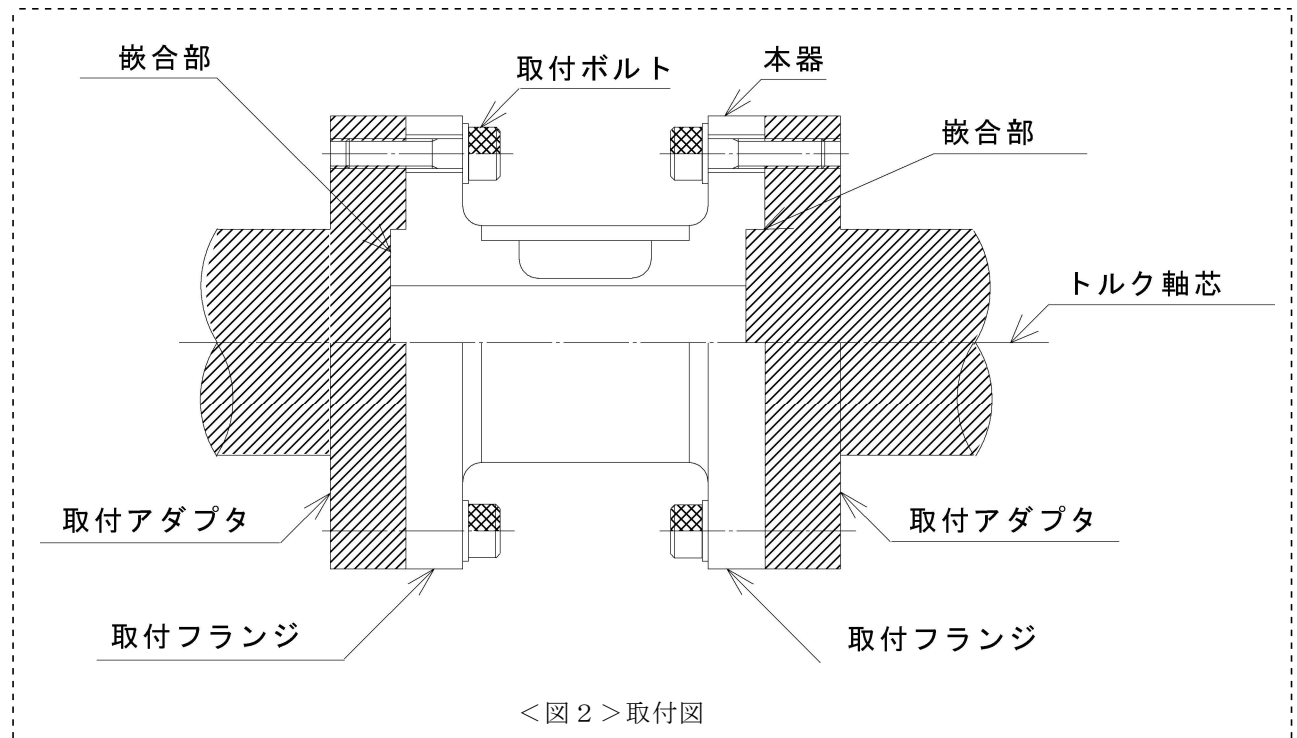 嵌合部
取付ボルト
本器
嵌合部
トルク軸芯
取付アダプタ
取付アダプタ
取付フランジ
取付フランジ
＜図２＞取付図